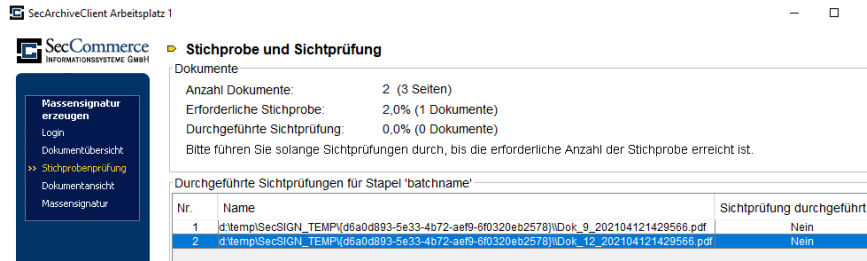 SecArchiveClient Arbeitsplatz 1
SecCommerce
INFORMATIONSSYSTEME GMBH
Massensignatur
erzeugen
Login
Dokumentübersicht
>> Stichprobenprüfung
Dokumentansicht
Massensignatur
Stichprobe und Sichtprüfung
Dokumente
Anzahl Dokumente: 2 (3 Seiten)
Erforderliche Stichprobe: 2,0% (1 Dokumente)
Durchgeführte Sichtprüfung: 0,0% (0 Dokumente)
Bitte führen Sie solange Sichtprüfungen durch, bis die erforderliche Anzahl der Stichprobe erreicht ist.
Durchgeführte Sichtprüfungen für Stapel 'batchname'
Nr. Name Sichtprüfung durchgeführt
1 d:\temp\SecSIGN_TEMP\{d6a0d893-5e33-4b72-aef9-6f0320eb2578}\\Dok_9_202104121429566.pdf Nein
2 d:\temp\SecSIGN_TEMP\{d6a0d893-5e33-4b72-aef9-6f0320eb2578}\\Dok_12_202104121429566.pdf Nein